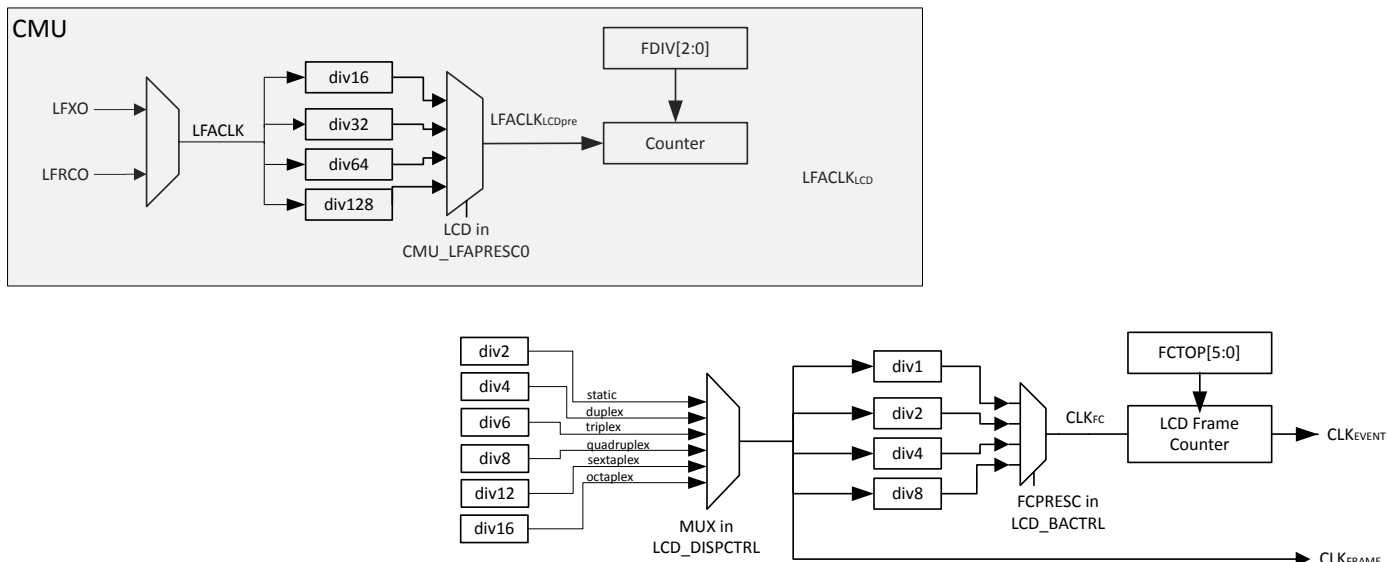 CMU
FDIV[2:0]
div16
LFXO
div32
LFACLK
LFACLKLCDpre
Counter
div64
LFRCO
LFACLKLCD
div128
LCD in
CMU_LFAPRESC0
div2
static
div4
duplex
div6
triplex
div8
quadruplex
div12
sextaplex
div16
octaplex
MUX in
LCD_DISPCTRL
div1
div2
div4
div8
FCPRESC in
LCD_BACTRL
CLKFC
FCTOP[5:0]
LCD Frame
Counter
CLKEVENT
CLKFRAME